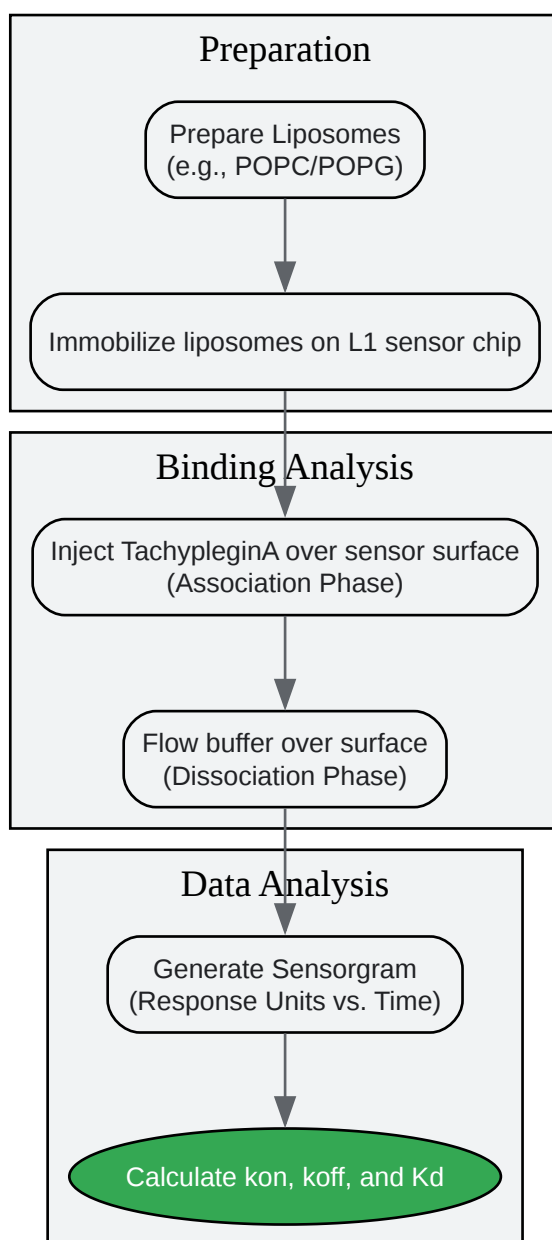 Preparation
Prepare Liposomes
(e.g., POPC/POPG)
Immobilize liposomes on L1 sensor chip
Binding Analysis
Inject TachypleginA over sensor surface
(Association Phase)
Flow buffer over surface
(Dissociation Phase)
Data Analysis
Generate Sensorgram
(Response Units vs. Time)
Calculate kon, koff, and Kd